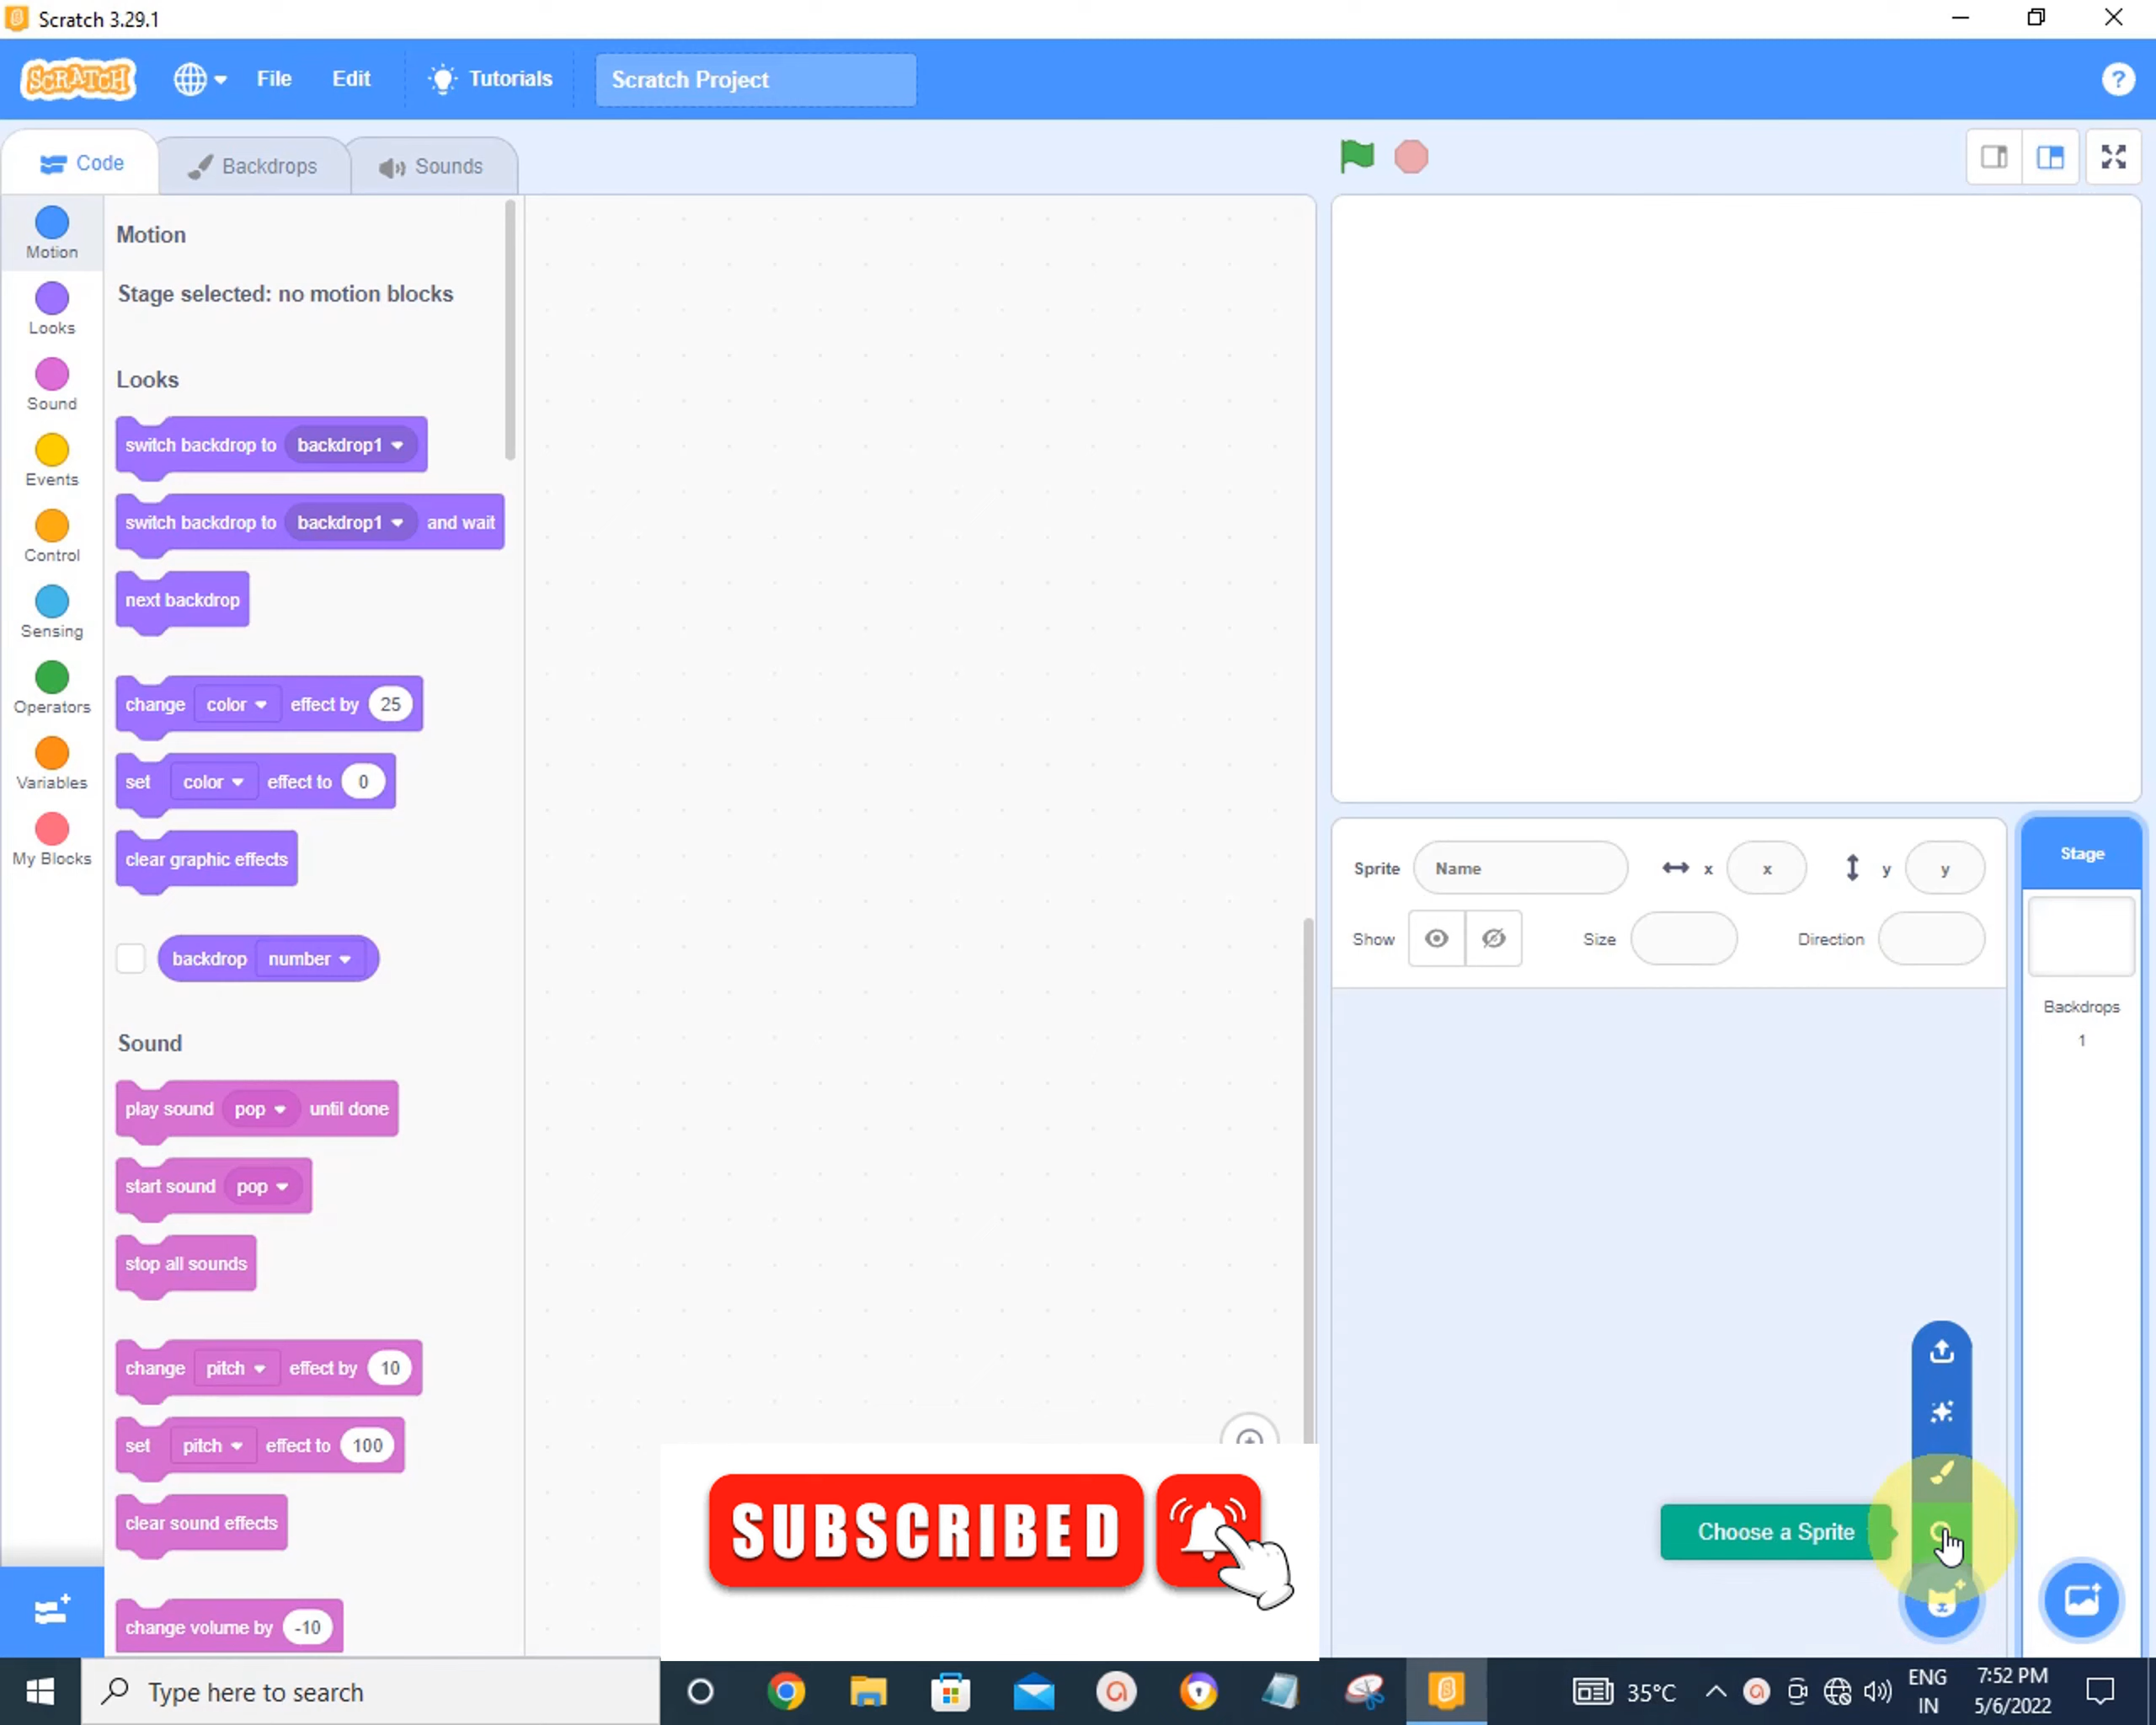 Scratch 3.29.1
SCRATCH
File
Edit
Tutorials
Scratch Project
?
Code
Backdrops
Sounds
Motion
Looks
Sound
Events
Control
Sensing
Operators
Variables
My Blocks
Motion
Stage selected: no motion blocks
Looks
switch backdrop to backdrop1
switch backdrop to backdrop1 and wait
next backdrop
change color effect by 25
set color effect to 0
clear graphic effects
backdrop number
Sound
play sound pop until done
start sound pop
stop all sounds
change pitch effect by 10
set pitch effect to 100
clear sound effects
change volume by -10
Sprite Name x x y y
Show Size Direction
Stage
Backdrops
1
Choose a Sprite
SUBSCRIBED
Type here to search
35°C
ENG
IN
7:52 PM
5/6/2022